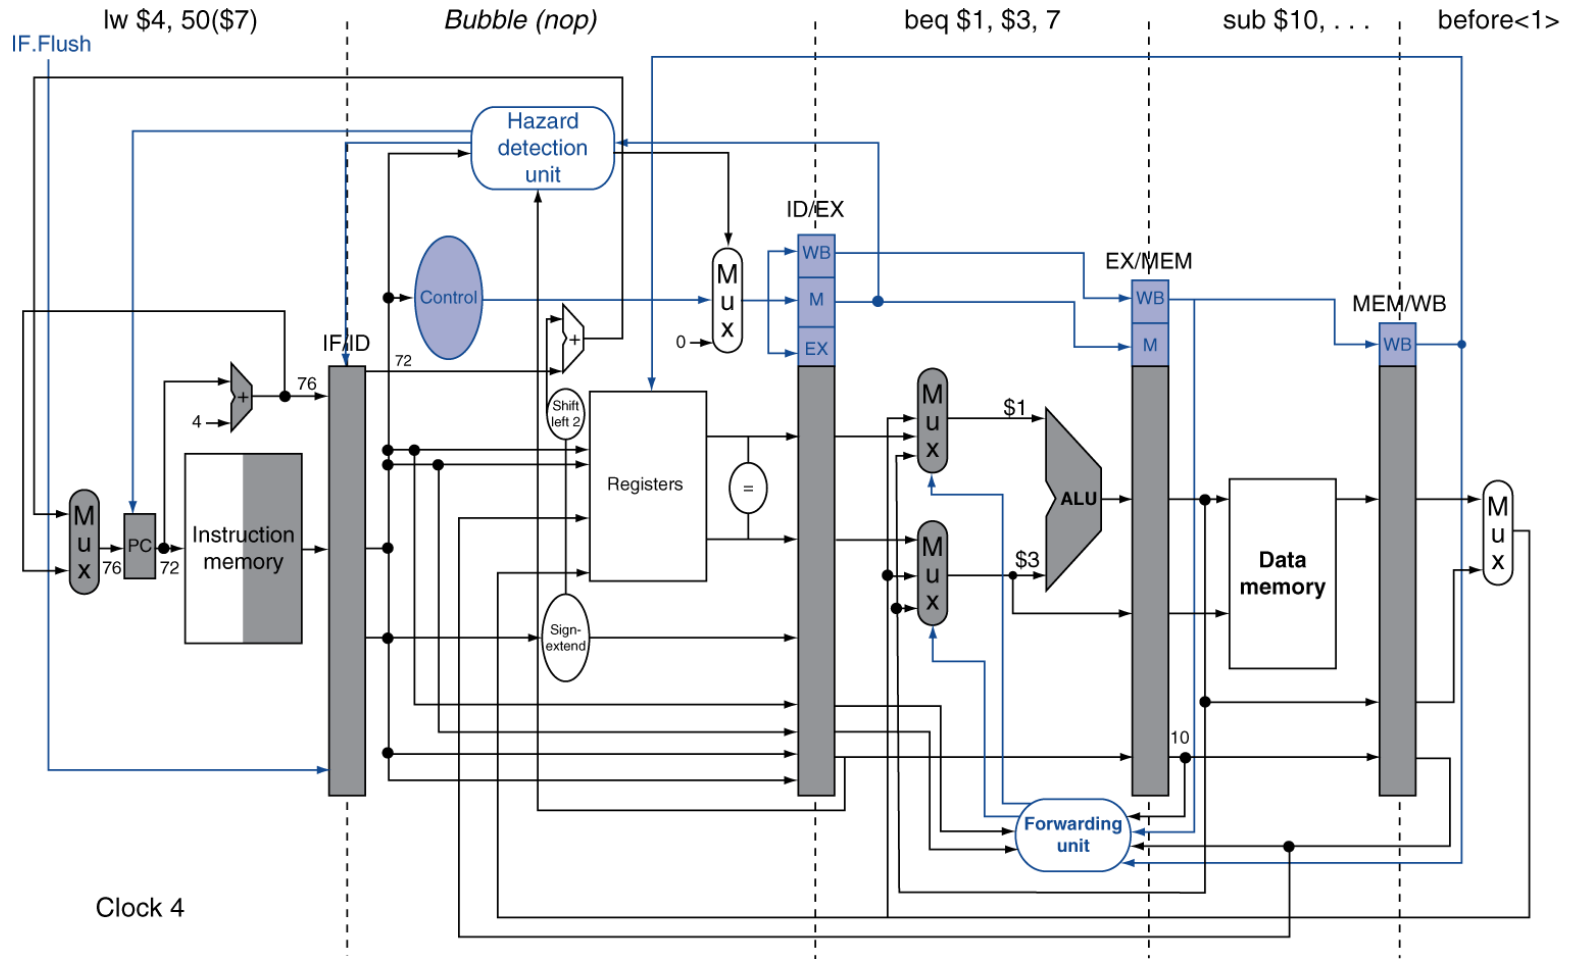 lw $4, 50($7)
Bubble (nop)
beq $1, $3, 7
sub $10, . . .
before<1>
IF.Flush
Hazard
detection
unit
ID/EX
WB
M
EX
EX/MEM
WB
M
MEM/WB
WB
Control
M
u
x
0
IF/ID
72
+
Shift
left 2
4
+
76
M
u
x
76
PC
72
Instruction
memory
Registers
=
Sign-
extend
M
u
x
$1
M
u
x
$3
ALU
Data
memory
M
u
x
10
Forwarding
unit
Clock 4